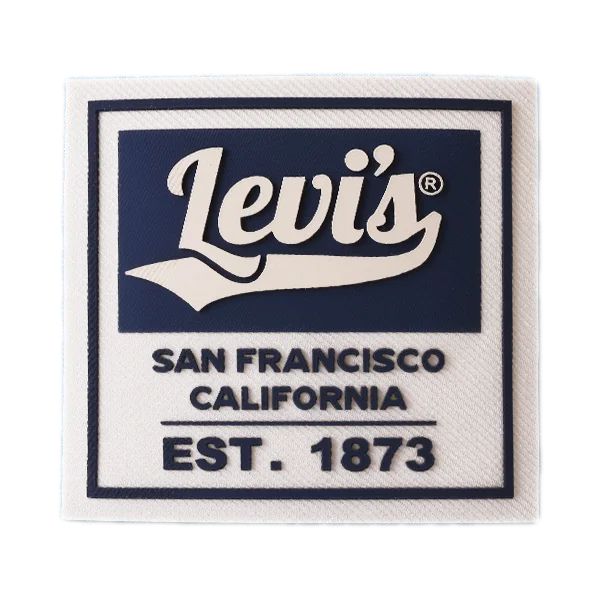 Levi's®
SAN FRANCISCO
CALIFORNIA
EST. 1873